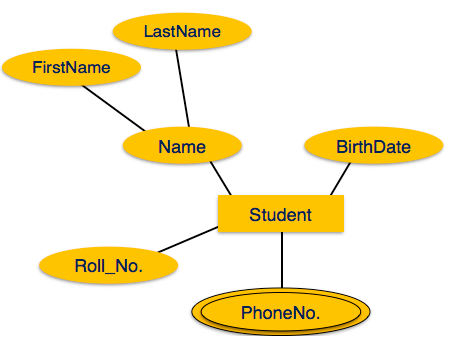 LastName
FirstName
Name
BirthDate
Student
Roll_No.
PhoneNo.